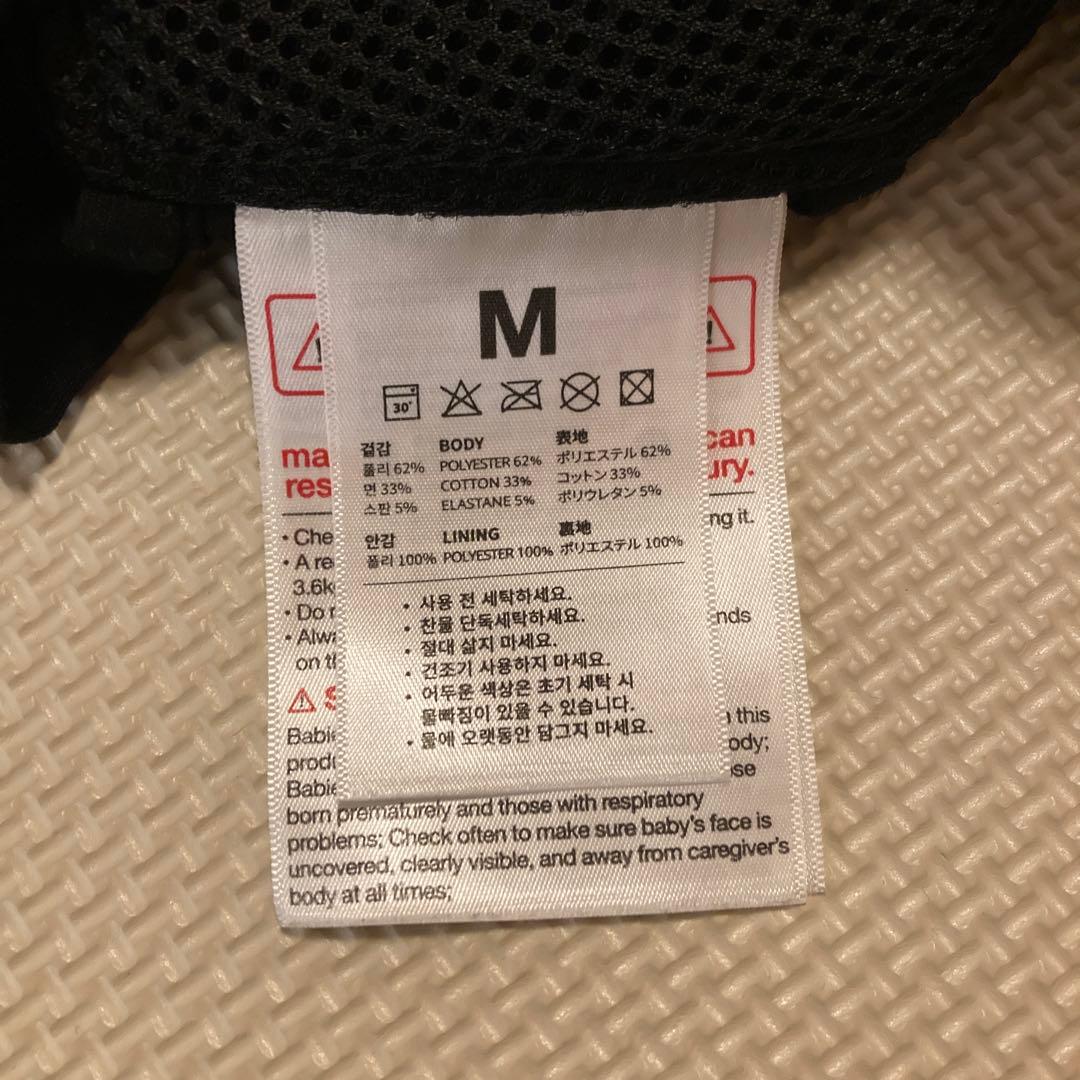 M
30°
겉감 BODY 表地
폴리 62% POLYESTER 62% ポリエステル 62%
면 33% COTTON 33% コットン 33%
스판 5% ELASTANE 5% ポリウレタン 5%
안감 LINING 裏地
폴리 100% POLYESTER 100% ポリエステル 100%
• 사용 전 세탁하세요.
• 찬물 단독세탁하세요.
• 절대 삶지 마세요.
• 건조기 사용하지 마세요.
• 어두운 색상은 초기 세탁 시
물빠짐이 있을 수 있습니다.
• 물에 오랫동안 담그지 마세요.
! !
ma can
res ury.
• Che ng it.
• A re
3.6k
• Do nds
• Alwa
on th
Babie this
produ ody;
Babie se
born prematurely and those with respiratory
problems; Check often to make sure baby's face is
uncovered, clearly visible, and away from caregiver's
body at all times;